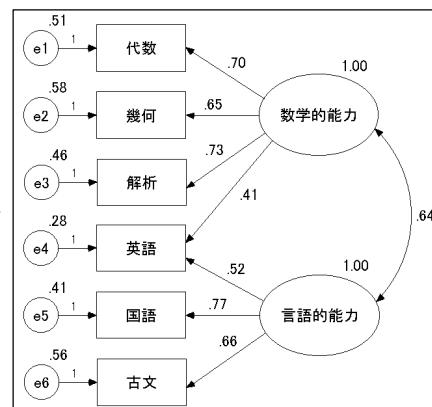 .51
e1
1
代数
.70
1.00
.58
e2
1
幾何
.65
数学的能力
.46
e3
1
解析
.73
.41
.28
e4
1
英語
.64
.52
1.00
.41
e5
1
国語
.77
言語的能力
.66
.56
e6
1
古文